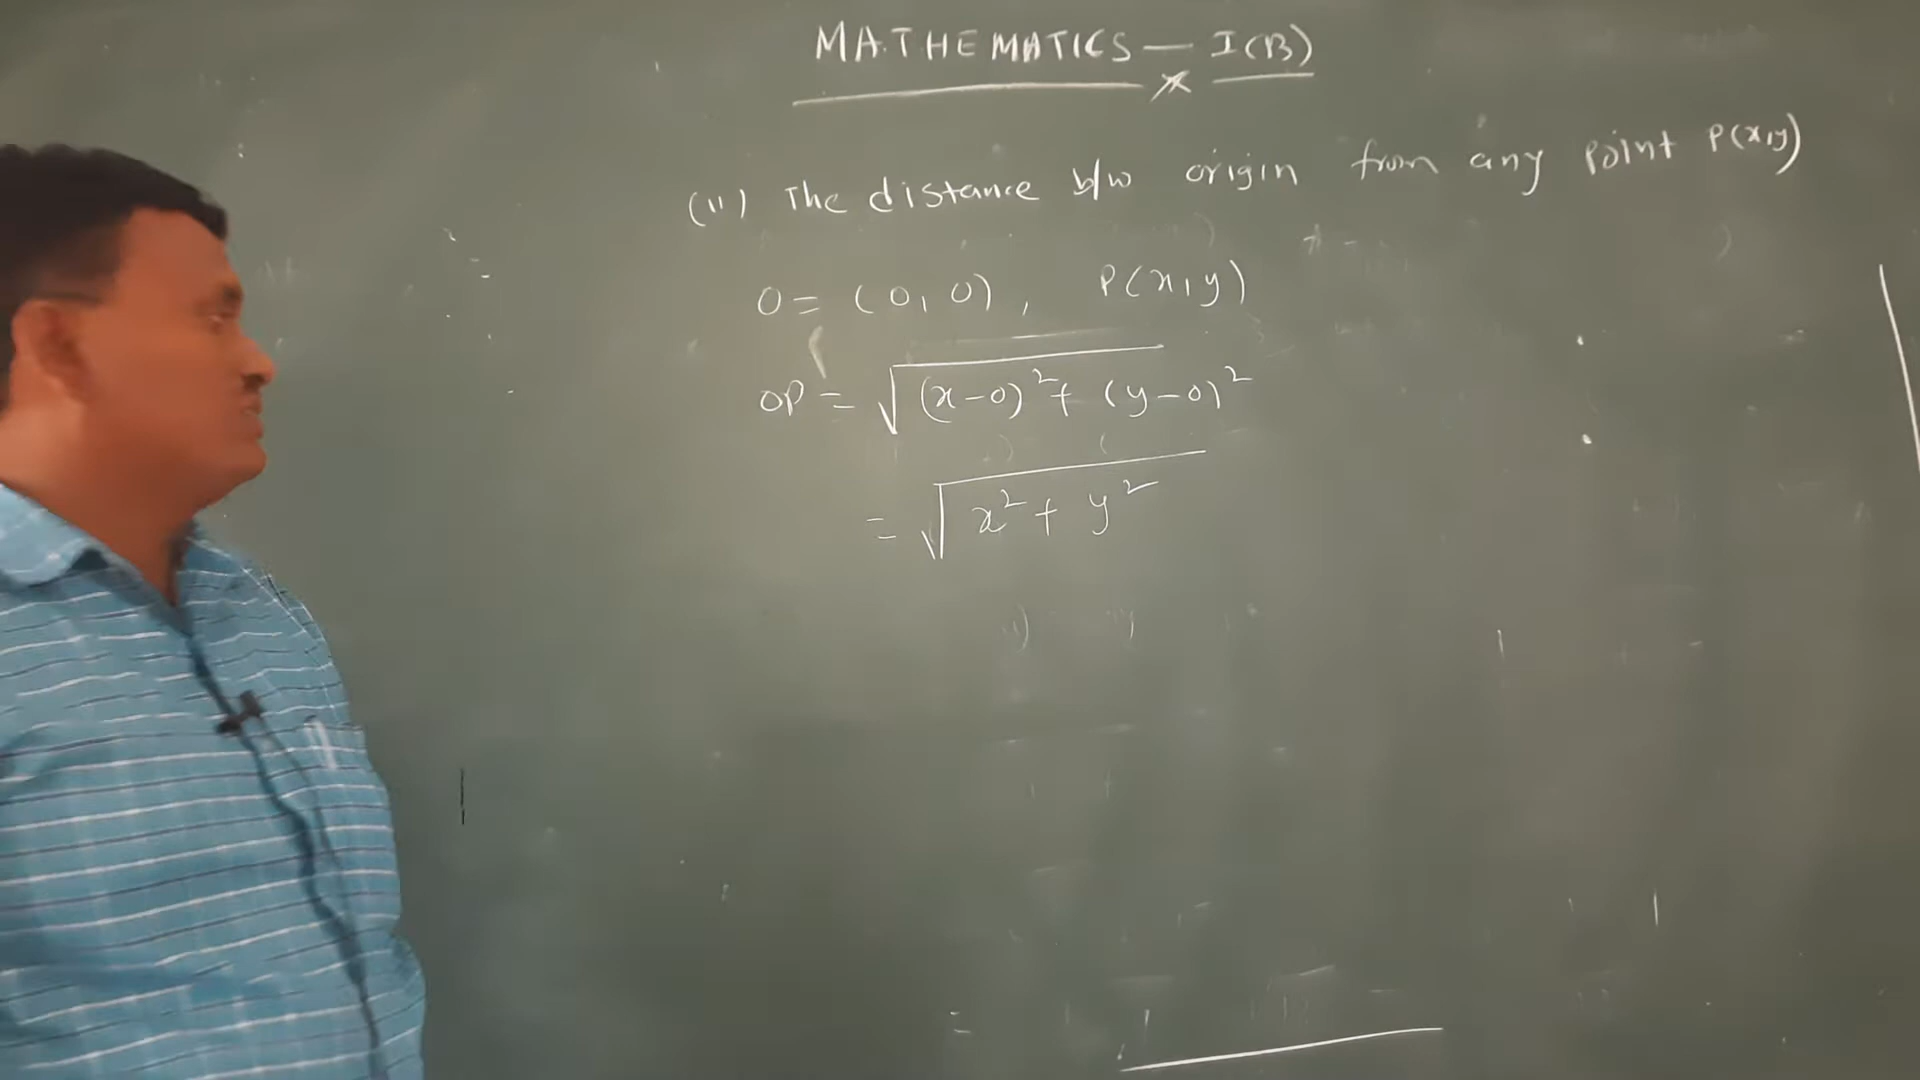 MATHEMATICS — I(B)
(ii) The distance b/w origin from any point P(x,y)
O = (0, 0), P(x, y)
OP = √(x-0)² + (y-0)²
= √x² + y²
=